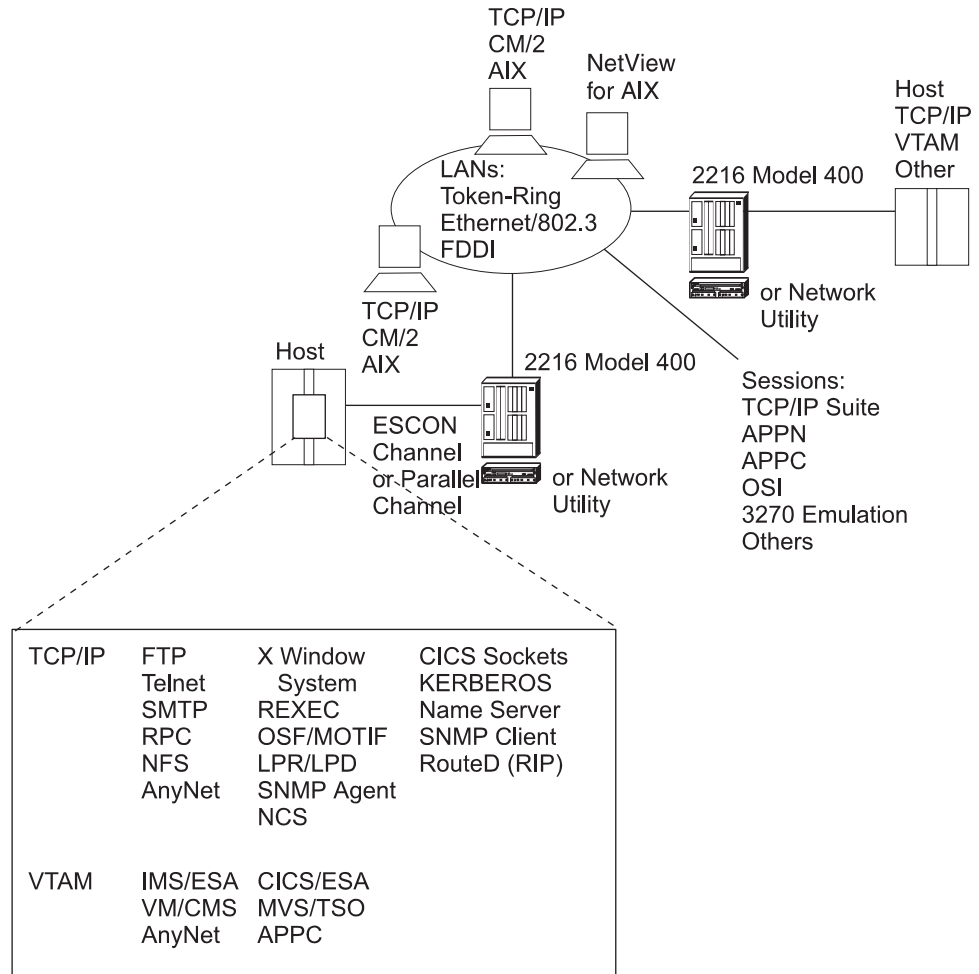 TCP/IP
CM/2
AIX
NetView
for AIX
Host
TCP/IP
VTAM
Other
LANs:
Token-Ring
Ethernet/802.3
FDDI
2216 Model 400
or Network
Utility
TCP/IP
CM/2
AIX
Host
2216 Model 400
ESCON
Channel
or Parallel
Channel
or Network
Utility
Sessions:
TCP/IP Suite
APPN
APPC
OSI
3270 Emulation
Others
TCP/IP FTP X Window CICS Sockets
Telnet System KERBEROS
SMTP REXEC Name Server
RPC OSF/MOTIF SNMP Client
NFS LPR/LPD RouteD (RIP)
AnyNet SNMP Agent
NCS
VTAM IMS/ESA CICS/ESA
VM/CMS MVS/TSO
AnyNet APPC